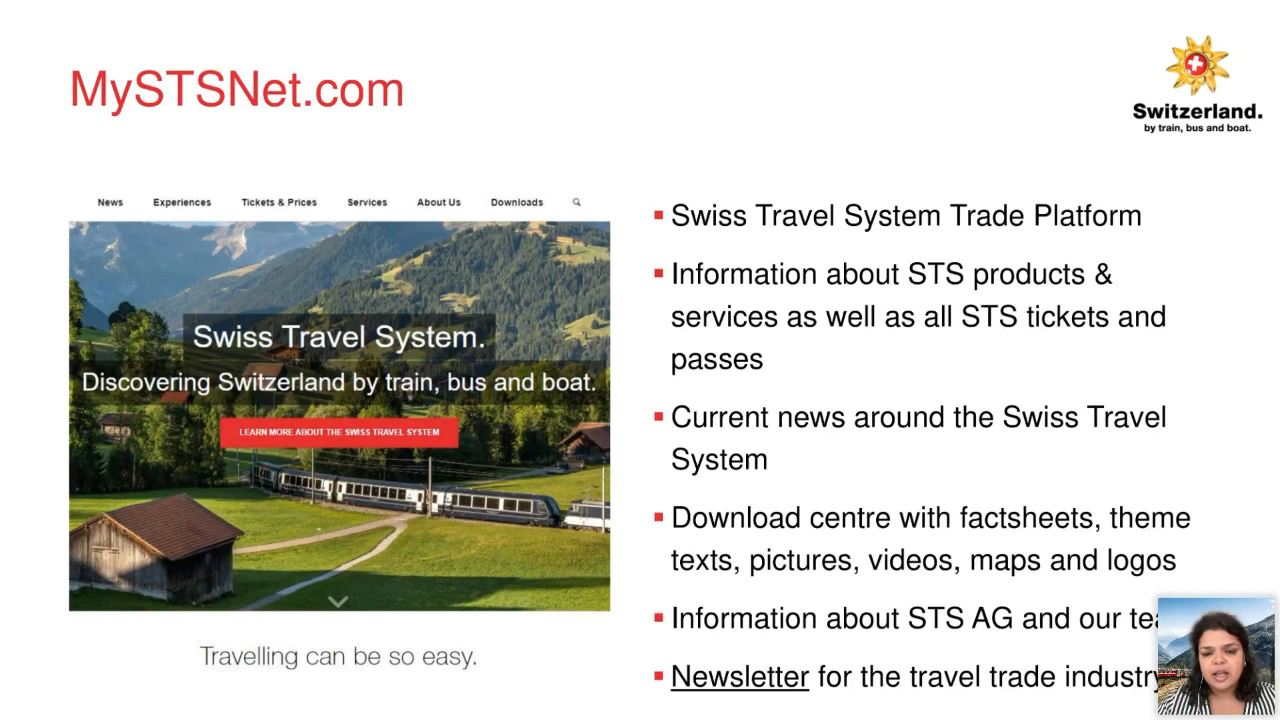 MySTSNet.com
Switzerland.
by train, bus and boat.
News Experiences Tickets & Prices Services About Us Downloads
Swiss Travel System.
Discovering Switzerland by train, bus and boat.
LEARN MORE ABOUT THE SWISS TRAVEL SYSTEM
Travelling can be so easy.
Swiss Travel System Trade Platform
Information about STS products &
services as well as all STS tickets and
passes
Current news around the Swiss Travel
System
Download centre with factsheets, theme
texts, pictures, videos, maps and logos
Information about STS AG and our
Newsletter for the travel trade industry